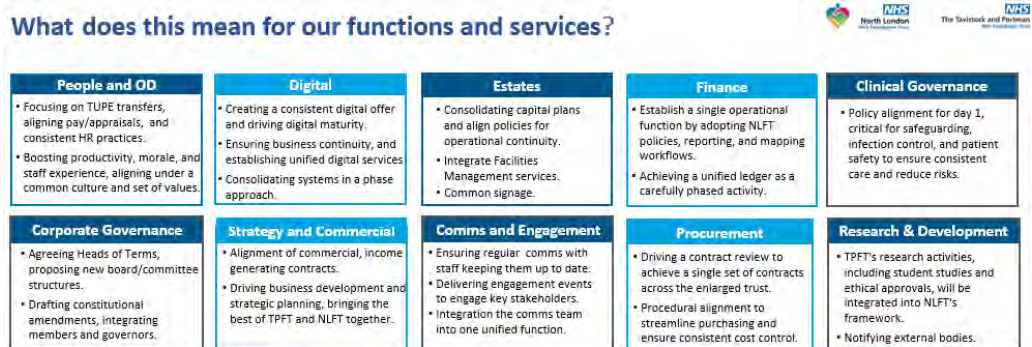 What does this mean for our functions and services?
NHS
North London
NHS Foundation Trust
NHS
The Tavistock and Portman
NHS Foundation Trust
People and OD
• Focusing on TUPE transfers,
aligning pay/appraisals, and
consistent HR practices.
• Boosting productivity, morale, and
staff experience, aligning under a
common culture and set of values.
Digital
• Creating a consistent digital offer
and driving digital maturity.
• Ensuring business continuity, and
establishing unified digital services
• Consolidating systems in a phase
approach.
Estates
• Consolidating capital plans
and align policies for
operational continuity.
• Integrate Facilities
Management services.
• Common signage.
Finance
• Establish a single operational
function by adopting NLFT
policies, reporting, and mapping
workflows.
• Achieving a unified ledger as a
carefully phased activity.
Clinical Governance
• Policy alignment for day 1,
critical for safeguarding,
infection control, and patient
safety to ensure consistent
care and reduce risks.
Corporate Governance
• Agreeing Heads of Terms,
proposing new board/committee
structures.
• Drafting constitutional
amendments, integrating
members and governors.
Strategy and Commercial
• Alignment of commercial, income
generating contracts.
• Driving business development and
strategic planning, bringing the
best of TPFT and NLFT together.
Comms and Engagement
• Ensuring regular comms with
staff keeping them up to date.
• Delivering engagement events
to engage key stakeholders.
• Integration the comms team
into one unified function.
Procurement
• Driving a contract review to
achieve a single set of contracts
across the enlarged trust.
• Procedural alignment to
streamline purchasing and
ensure consistent cost control.
Research & Development
• TPFT's research activities,
including student studies and
ethical approvals, will be
integrated into NLFT's
framework.
• Notifying external bodies.